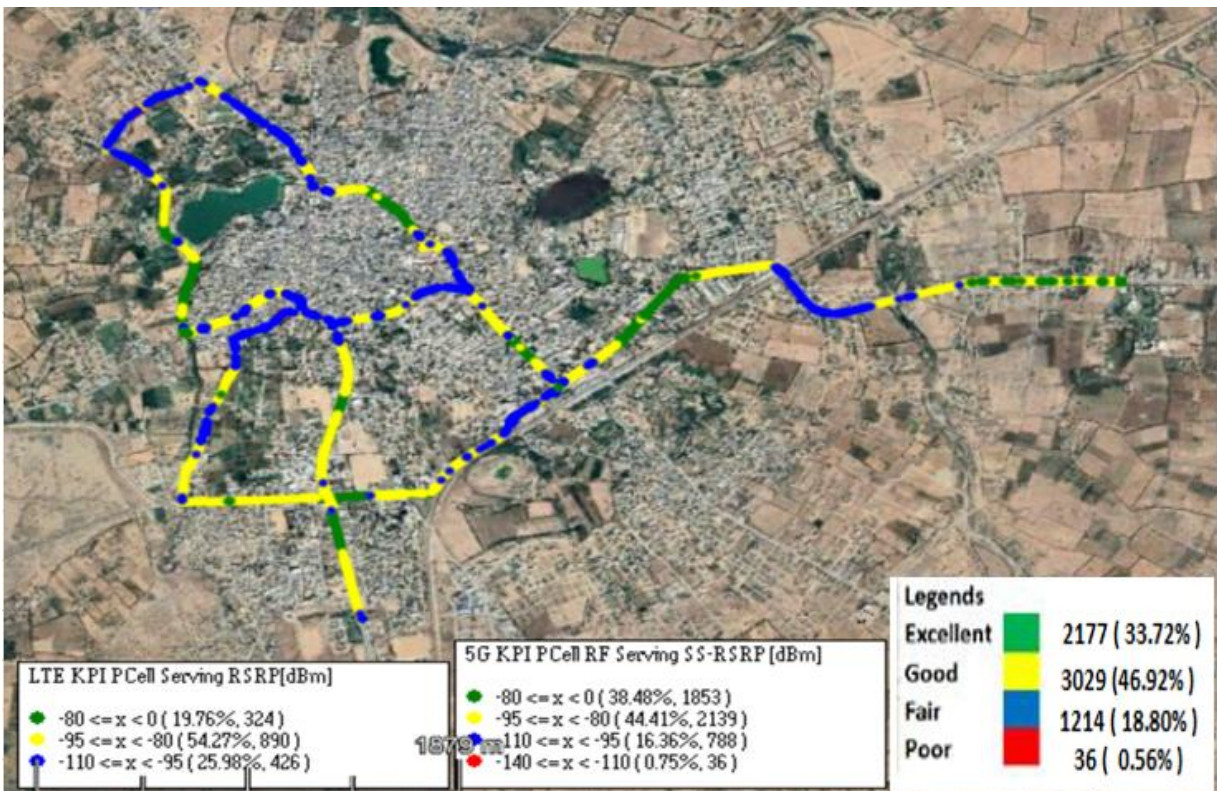 LTE KPI PCell Serving RSRP[dBm]
-80 <= x < 0 ( 19.76%, 324 )
-95 <= x < -80 ( 54.27%, 890 )
-110 <= x < -95 ( 25.98%, 426 )
1879 m
5G KPI PCell RF Serving SS-RSRP [dBm]
-80 <= x < 0 ( 38.48%, 1853 )
-95 <= x < -80 ( 44.41%, 2139 )
-110 <= x < -95 ( 16.36%, 788 )
-140 <= x < -110 ( 0.75%, 36 )
Legends
Excellent 2177 ( 33.72% )
Good 3029 (46.92% )
Fair 1214 ( 18.80% )
Poor 36 ( 0.56% )